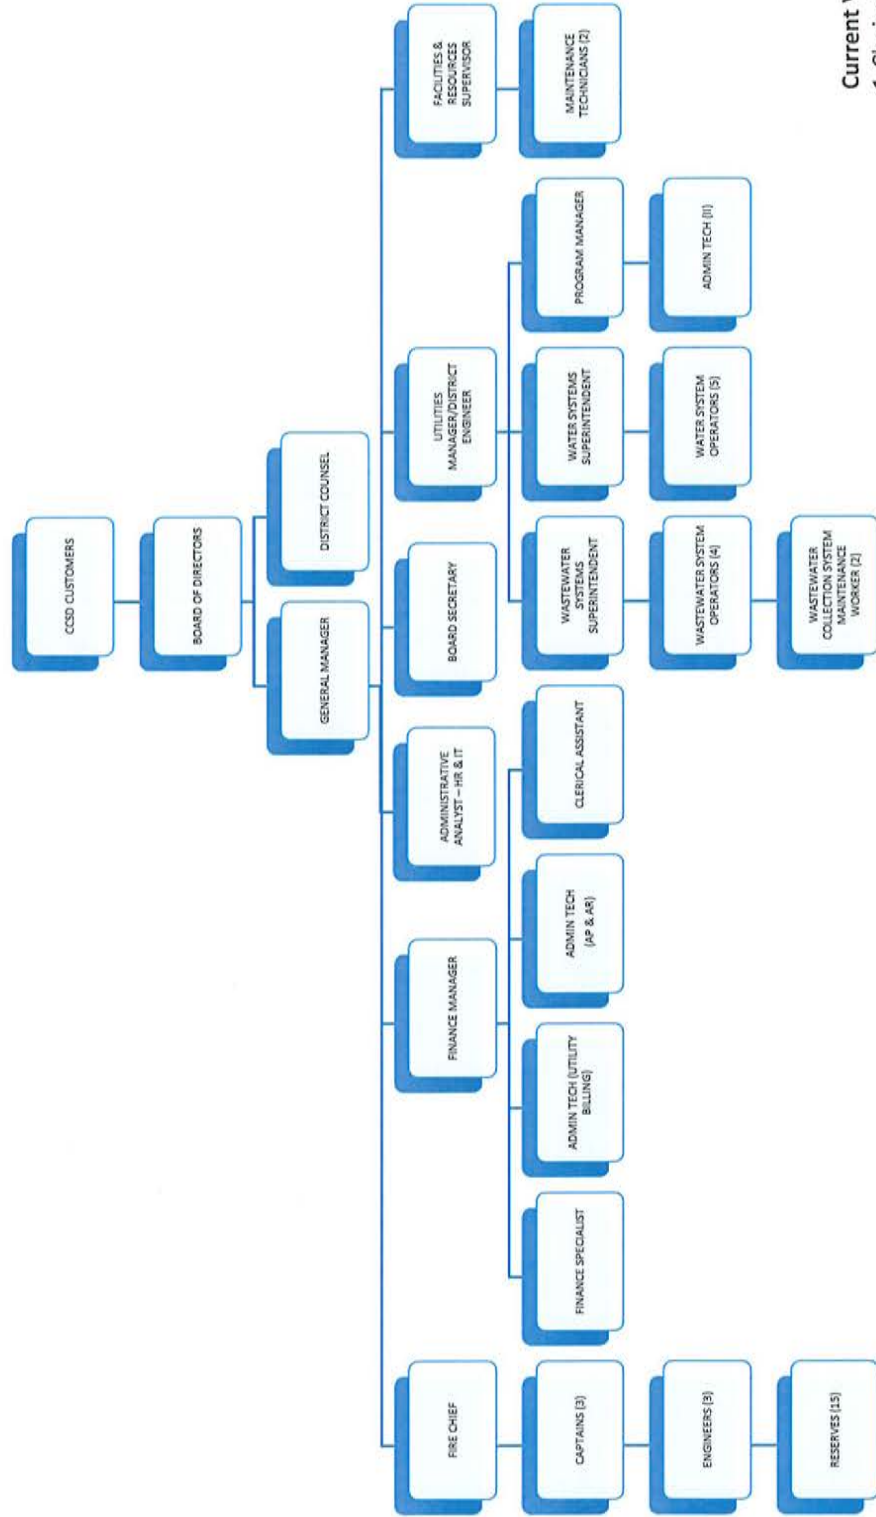 CCSD CUSTOMERS
BOARD OF DIRECTORS
GENERAL MANAGER
DISTRICT COUNSEL
FIRE CHIEF
FINANCE MANAGER
ADMINISTRATIVE
ANALYST – HR & IT
BOARD SECRETARY
UTILITIES
MANAGER/DISTRICT
ENGINEER
FACILITIES &
RESOURCES
SUPERVISOR
CAPTAINS (3)
FINANCE SPECIALIST
ADMIN TECH (UTILITY
BILLING)
ADMIN TECH
(AP & AR)
CLERICAL ASSISTANT
WASTEWATER
SYSTEMS
SUPERINTENDENT
WATER SYSTEMS
SUPERINTENDENT
PROGRAM MANAGER
MAINTENANCE
TECHNICIANS (2)
ENGINEERS (3)
WASTEWATER SYSTEM
OPERATORS (4)
WATER SYSTEM
OPERATORS (5)
ADMIN TECH (II)
RESERVES (15)
WASTEWATER
COLLECTION SYSTEM
MAINTENANCE
WORKER (2)
Current